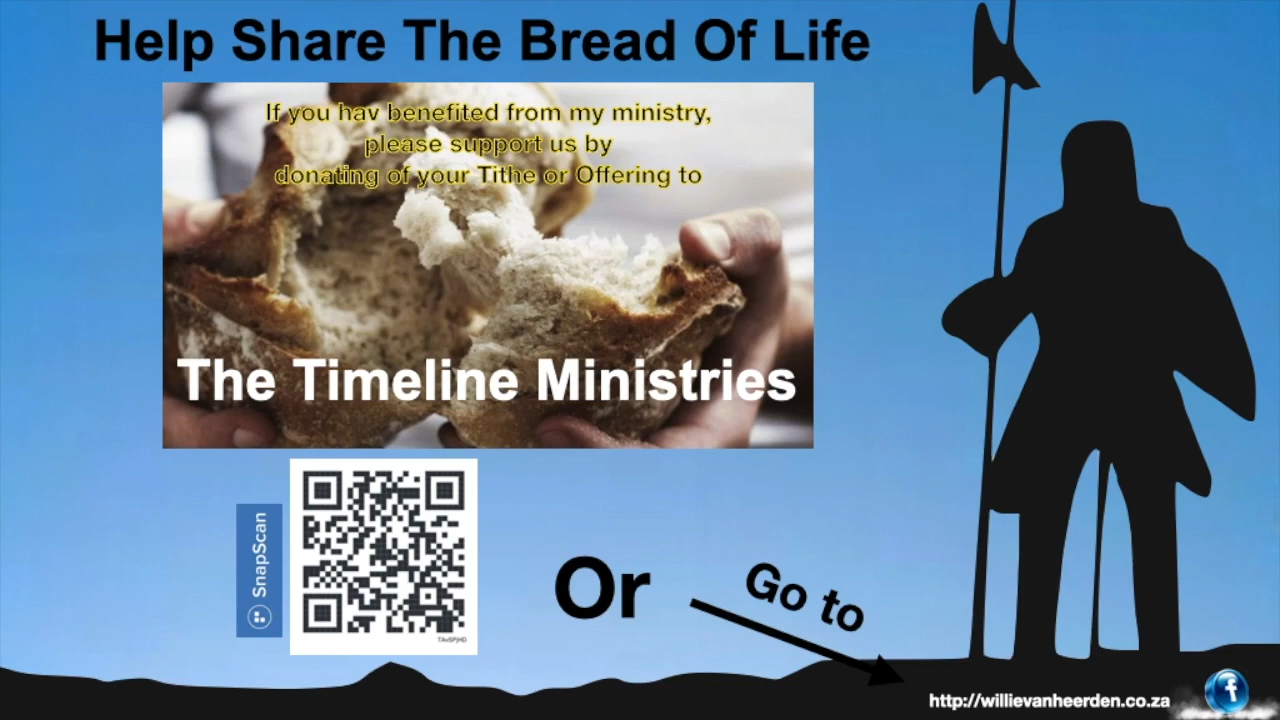 Help Share The Bread Of Life
If you hav benefited from my ministry,
please support us by
donating of your Tithe or Offering to
The Timeline Ministries
SnapScan
Or
Go to
http://willievanheerden.co.za
f